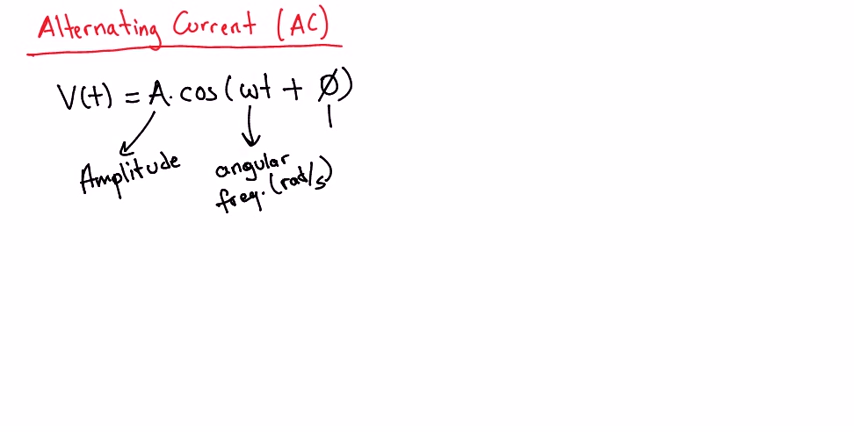 Alternating Current (AC)
V(t) = A. cos(ωt + Ø)
Amplitude
angular
freq. (rad/s)